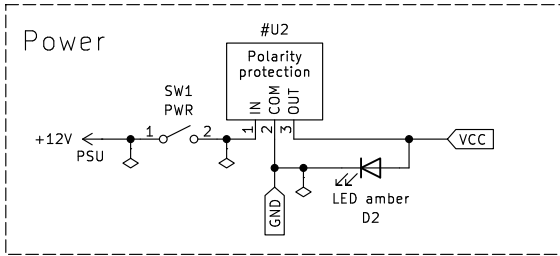 Power
#U2
Polarity
protection
IN
COM
OUT
1
2
3
SW1
PWR
1
2
+12V
PSU
VCC
GND
LED amber
D2